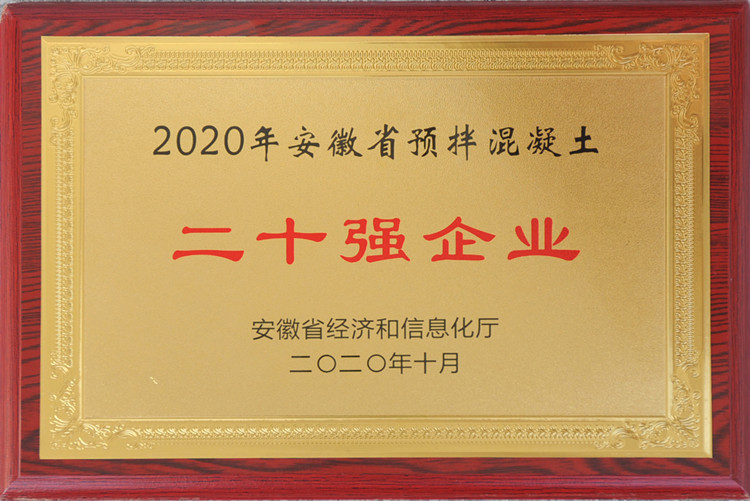 2020年安徽省预拌混凝土
二十强企业
安徽省经济和信息化厅
二〇二〇年十月